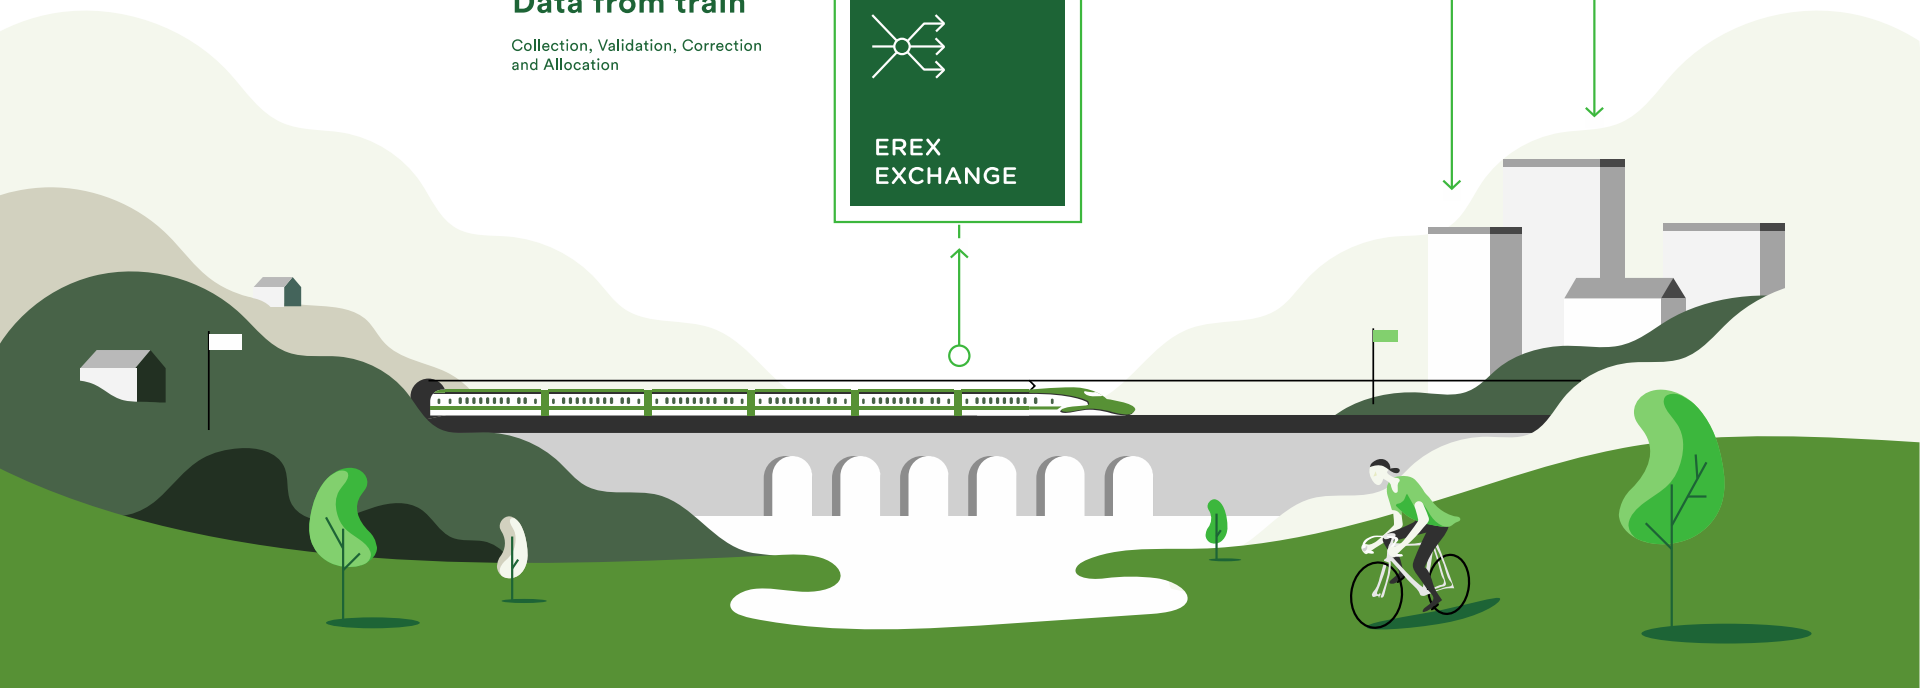 Data from train
Collection, Validation, Correction
and Allocation
EREX
EXCHANGE